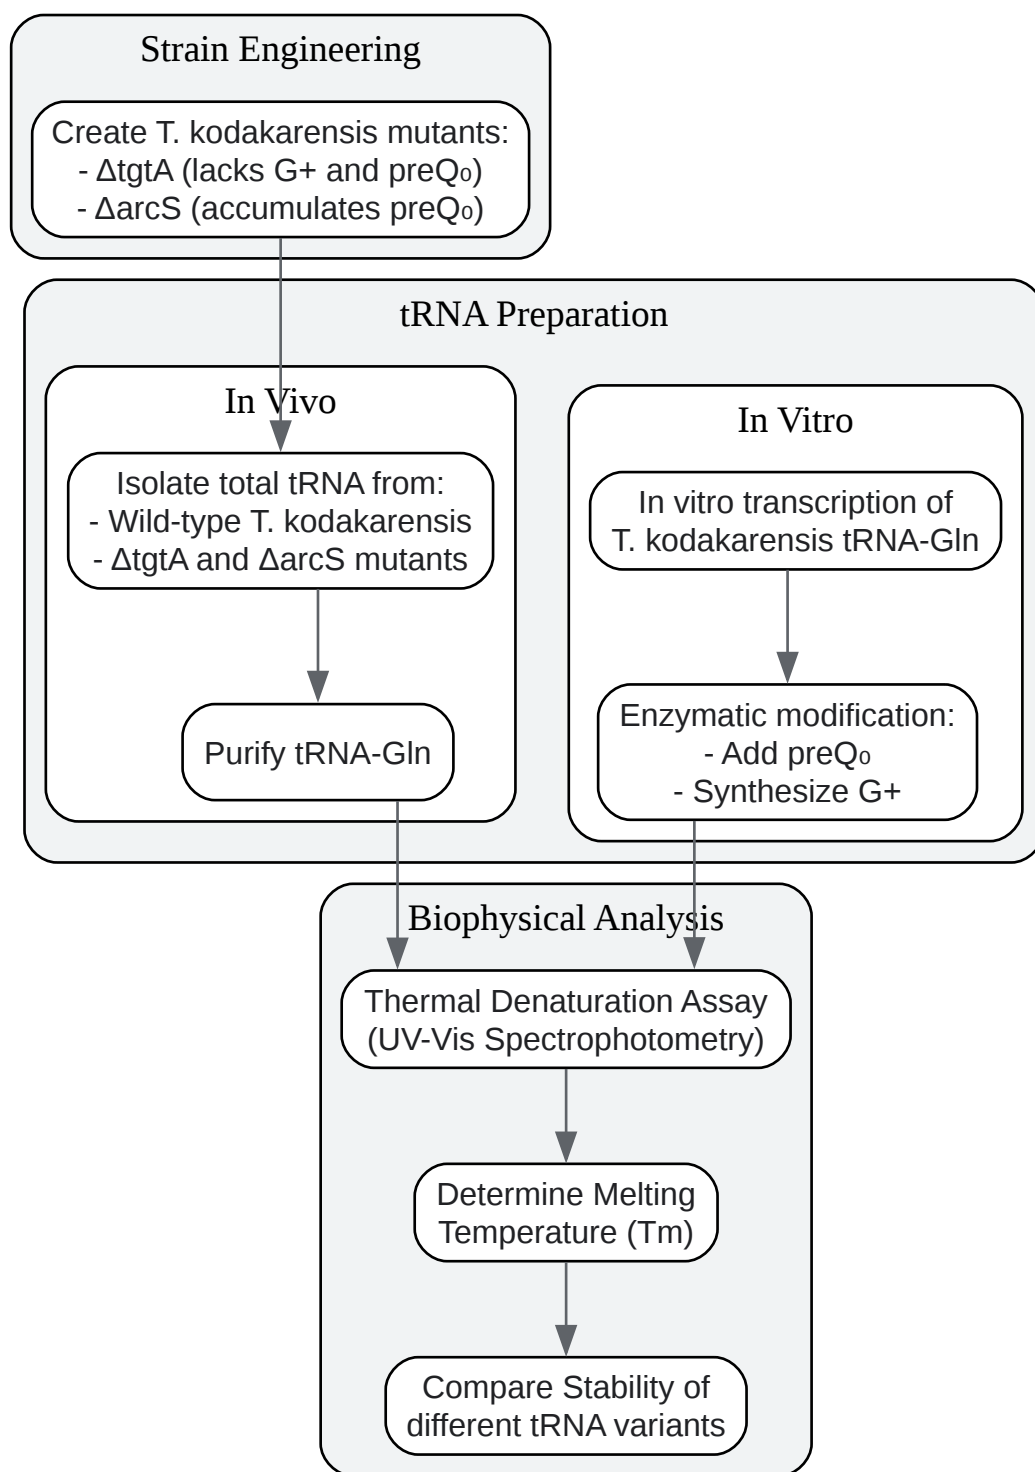 Strain Engineering
Create T. kodakarensis mutants:
- ΔtgtA (lacks G+ and preQ₀)
- ΔarcS (accumulates preQ₀)
tRNA Preparation
In Vivo
Isolate total tRNA from:
- Wild-type T. kodakarensis
- ΔtgtA and ΔarcS mutants
Purify tRNA-Gln
In Vitro
In vitro transcription of
T. kodakarensis tRNA-Gln
Enzymatic modification:
- Add preQ₀
- Synthesize G+
Biophysical Analysis
Thermal Denaturation Assay
(UV-Vis Spectrophotometry)
Determine Melting
Temperature (Tm)
Compare Stability of
different tRNA variants